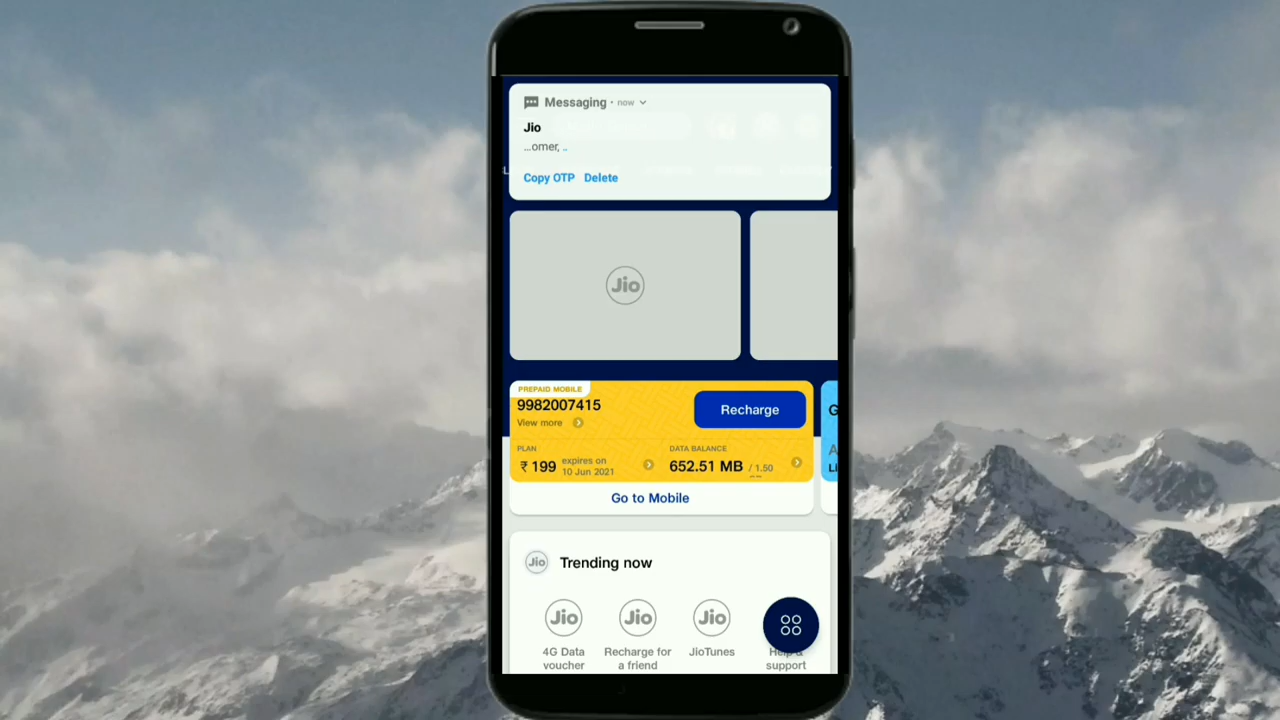 Messaging · now
Jio
...omer, ..
Copy OTP Delete
Jio
PREPAID MOBILE
9982007415
Recharge
View more
PLAN
DATA BALANCE
₹ 199 expires on
10 Jun 2021
652.51 MB / 1.50
Go to Mobile
G
A
Li
Jio Trending now
Jio Jio Jio
4G Data
voucher
Recharge for
a friend
JioTunes
Help &
support